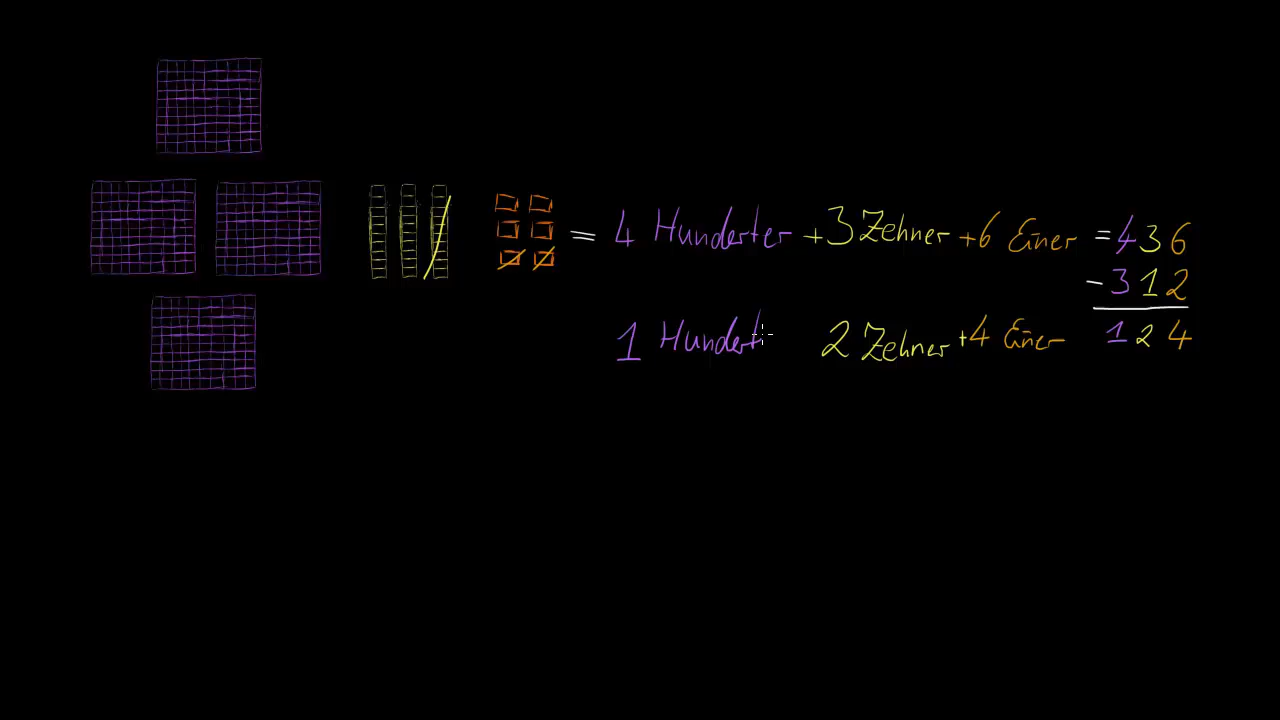 = 4 Hunderter + 3 Zehner + 6 Einer = 436
- 312
1 Hundert 2 Zehner + 4 Einer 124